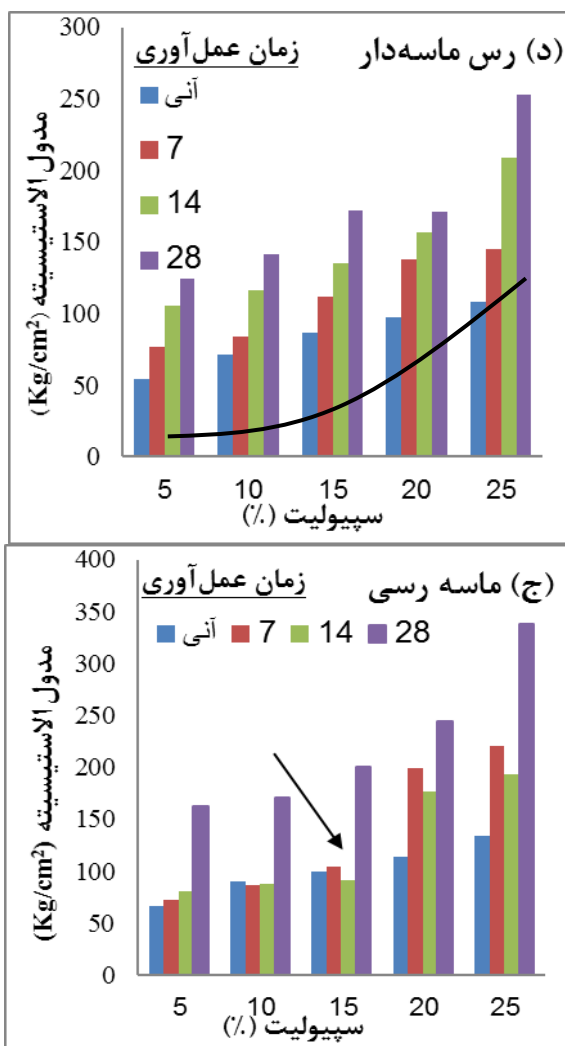 (د) رس ماسه‌دار
زمان عمل‌آوری
آنی
7
14
28
مدول الاستیسیته (Kg/cm²)
300
250
200
150
100
50
0
5 10 15 20 25
سپیولیت (%)
(ج) ماسه رسی
زمان عمل‌آوری
آنی 7 14 28
مدول الاستیسیته (Kg/cm²)
400
350
300
250
200
150
100
50
0
5 10 15 20 25
سپیولیت (%)